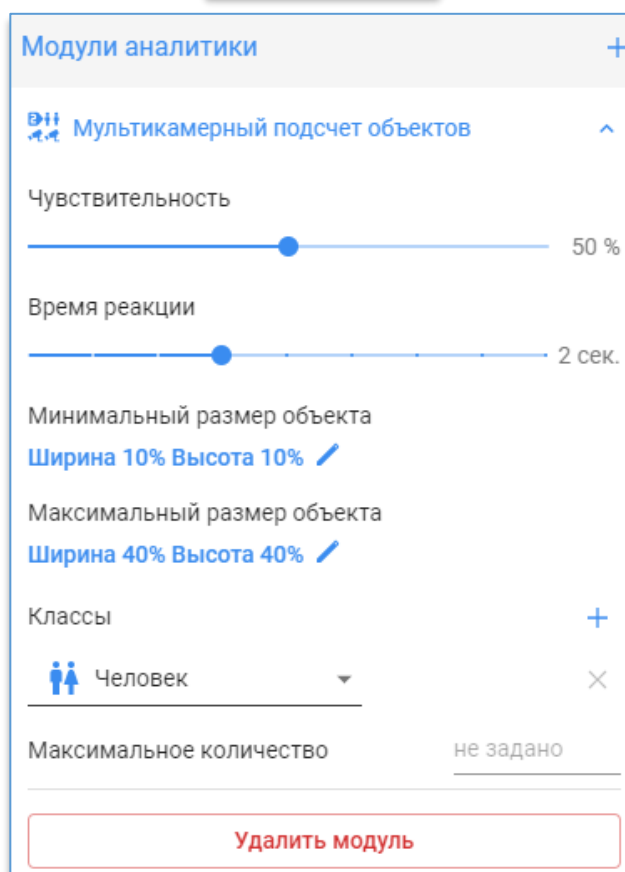 Модули аналитики
Мультикамерный подсчет объектов
Чувствительность
50 %
Время реакции
2 сек.
Минимальный размер объекта
Ширина 10% Высота 10%
Максимальный размер объекта
Ширина 40% Высота 40%
Классы
Человек
Максимальное количество не задано
Удалить модуль